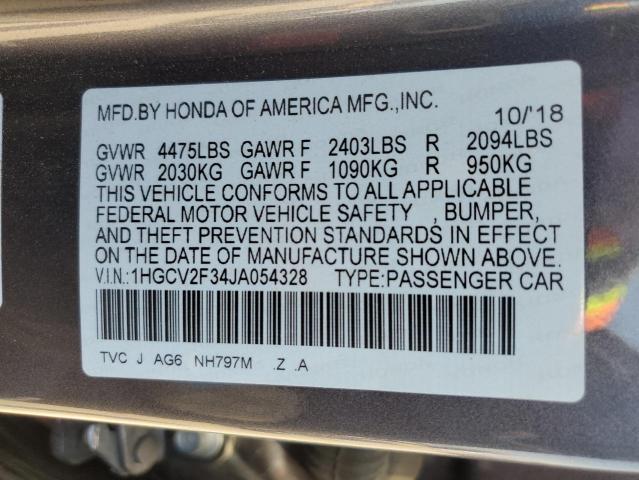 MFD.BY HONDA OF AMERICA MFG.,INC. 10/'18
GVWR 4475LBS GAWR F 2403LBS R 2094LBS
GVWR 2030KG GAWR F 1090KG R 950KG
THIS VEHICLE CONFORMS TO ALL APPLICABLE
FEDERAL MOTOR VEHICLE SAFETY , BUMPER,
AND THEFT PREVENTION STANDARDS IN EFFECT
ON THE DATE OF MANUFACTURE SHOWN ABOVE.
V.I.N.:1HGCV2F34JA054328 TYPE:PASSENGER CAR
TVC J AG6 NH797M .Z .A